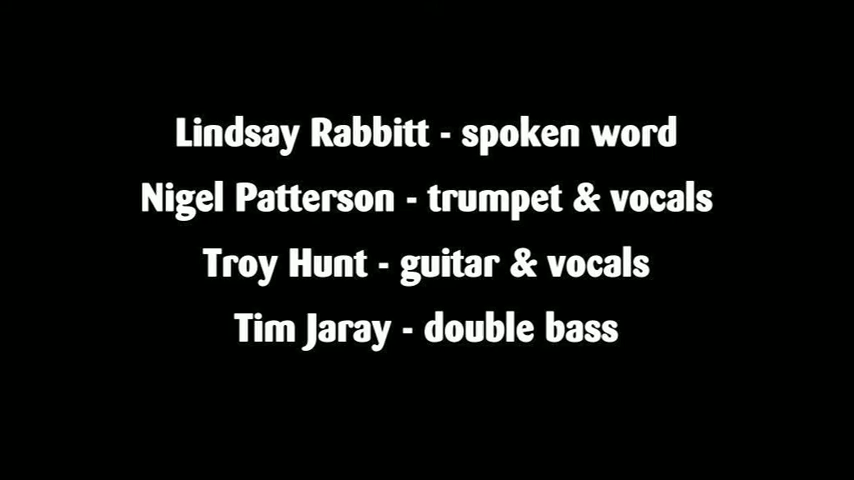 Lindsay Rabbitt - spoken word
Nigel Patterson - trumpet & vocals
Troy Hunt - guitar & vocals
Tim Jaray - double bass